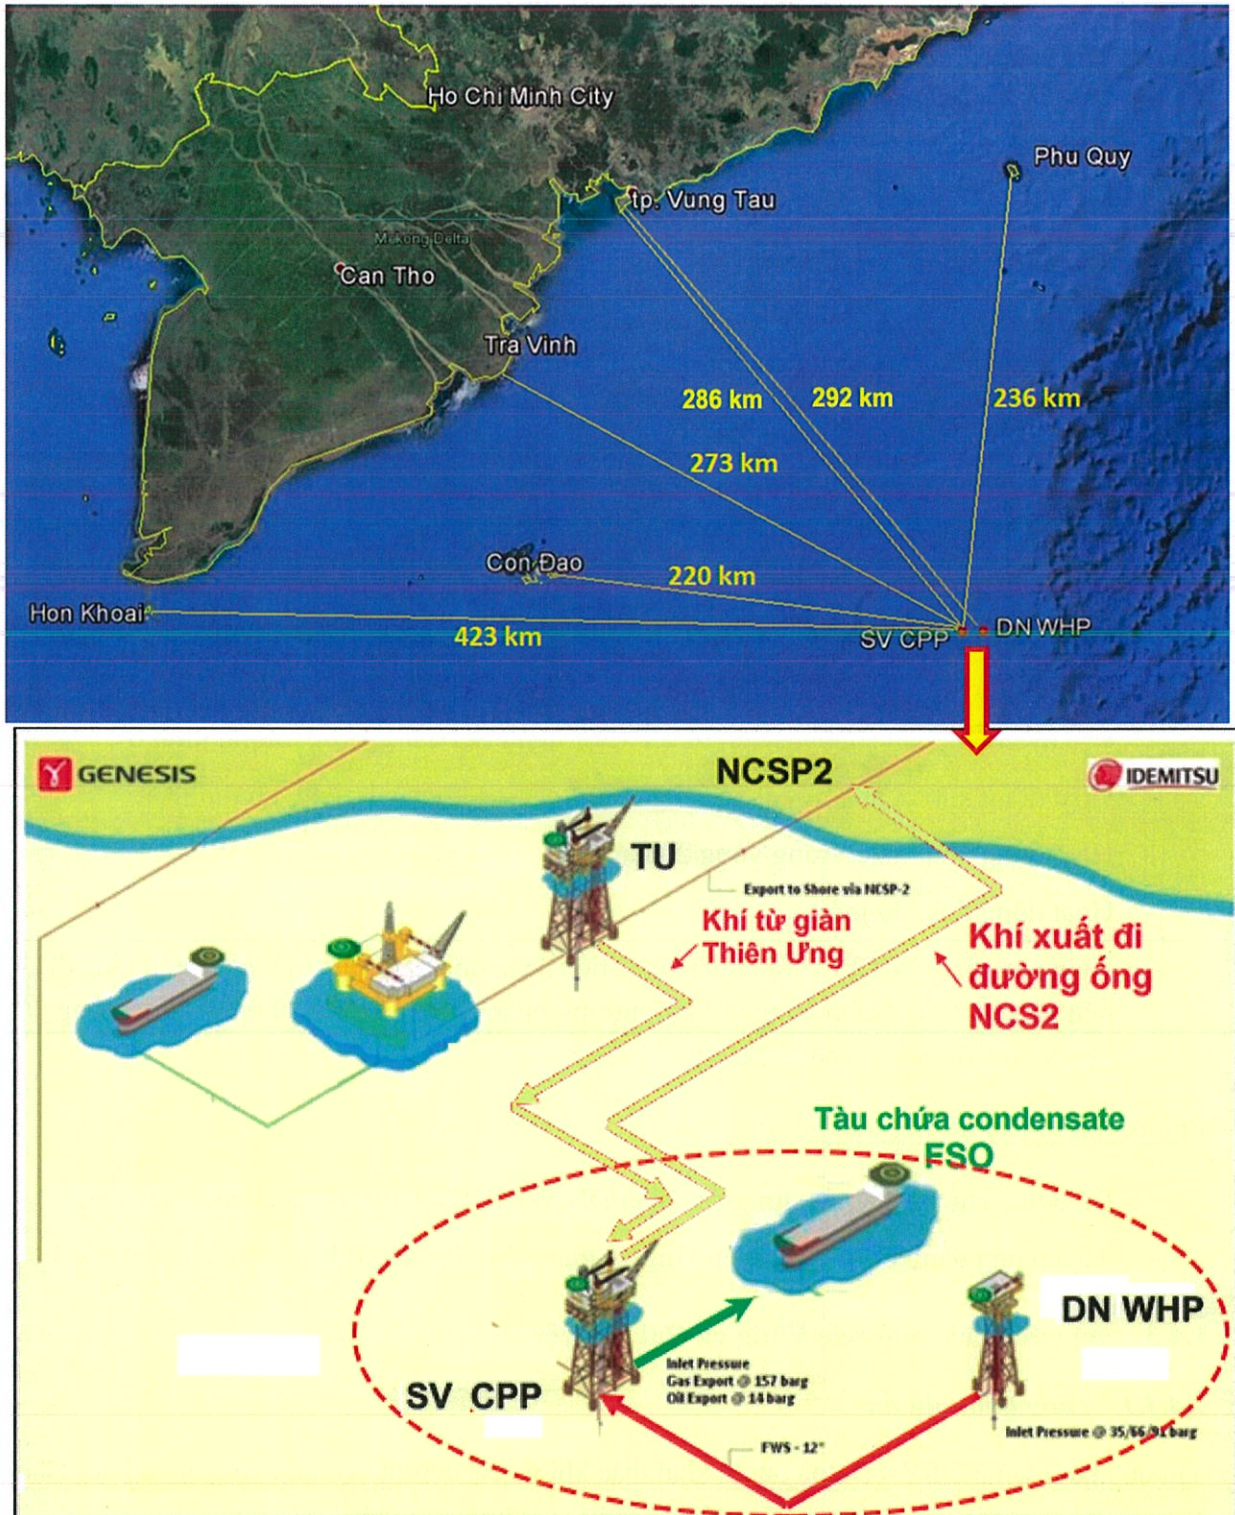 Ho Chi Minh City
Phu Quy
tp. Vung Tau
Mekong Delta
Can Tho
Tra Vinh
286 km
292 km
236 km
273 km
Con Đao
220 km
Hon Khoai
423 km
SV CPP
DN WHP
GENESIS
NCSP2
IDEMITSU
TU
Export to Shore via NCSP-2
Khí từ giàn
Thiên Ưng
Khí xuất đi
đường ống
NCS2
Tàu chứa condensate
FSO
DN WHP
SV CPP
Inlet Pressure
Gas Export @ 157 barg
Oil Export @ 14 barg
FWS - 12"
Inlet Pressure @ 35/66/91 barg